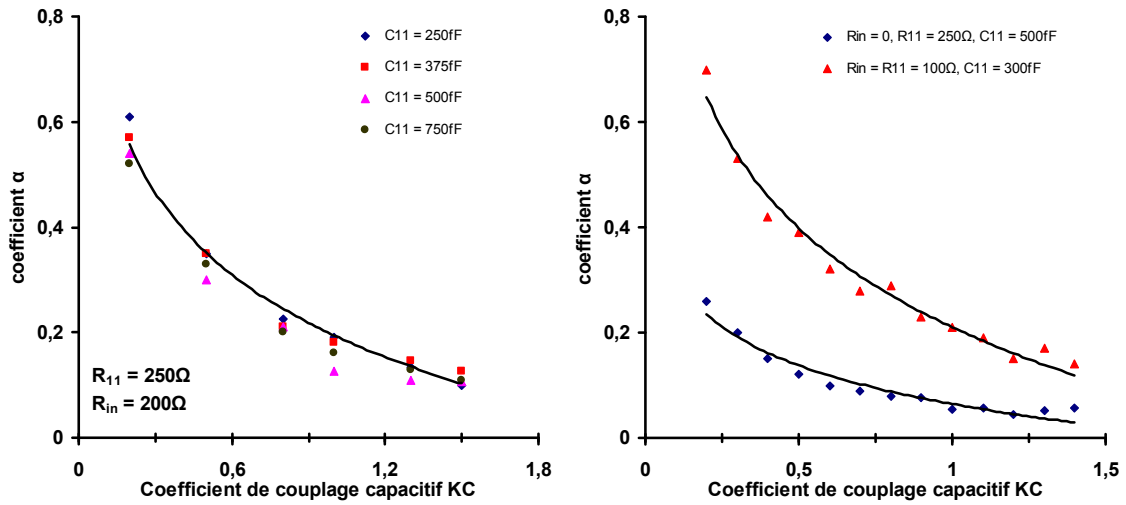 0,8
0,6
0,4
0,2
0
coefficient α
C11 = 250fF
C11 = 375fF
C11 = 500fF
C11 = 750fF
R11 = 250Ω
Rin = 200Ω
0
0,6
1,2
1,8
Coefficient de couplage capacitif KC
0,8
0,6
0,4
0,2
0
coefficient α
Rin = 0, R11 = 250Ω, C11 = 500fF
Rin = R11 = 100Ω, C11 = 300fF
0
0,5
1
1,5
Coefficient de couplage capacitif KC